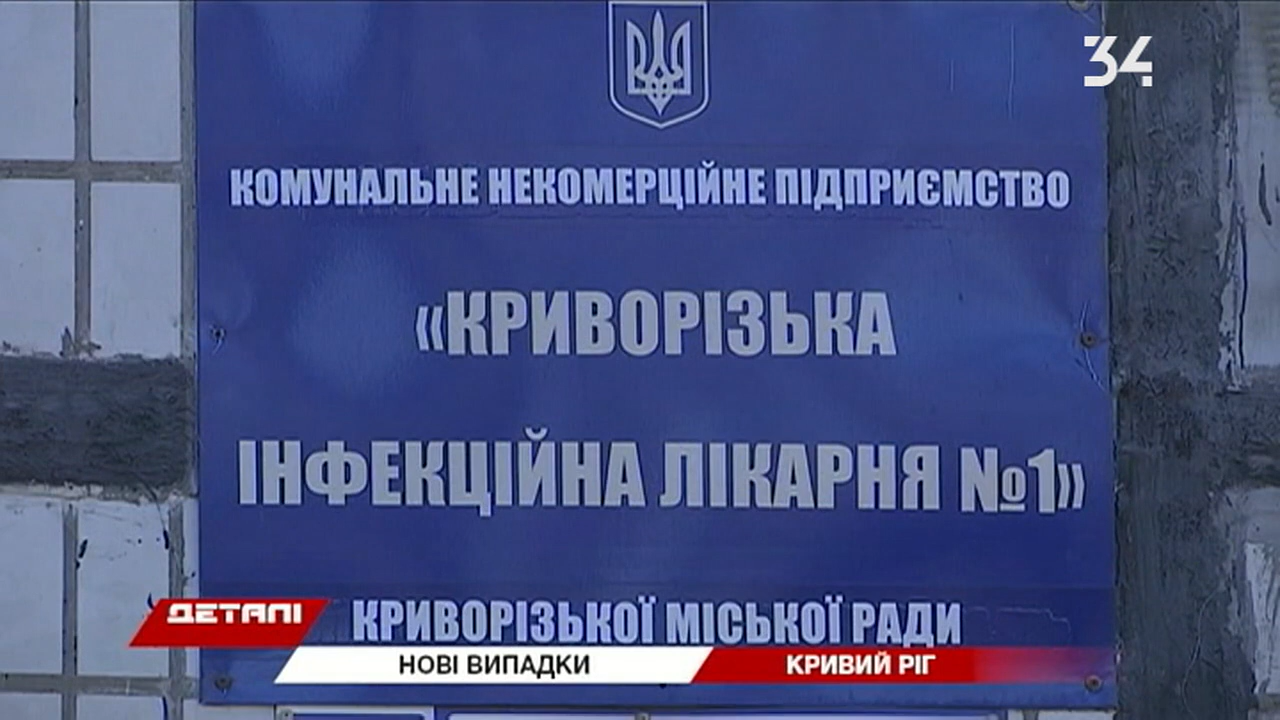 34
КОМУНАЛЬНЕ НЕКОМЕРЦІЙНЕ ПІДПРИЄМСТВО
«КРИВОРІЗЬКА
ІНФЕКЦІЙНА ЛІКАРНЯ №1»
КРИВОРІЗЬКОЇ МІСЬКОЇ РАДИ
ДЕТАЛІ
НОВІ ВИПАДКИ
КРИВИЙ РІГ